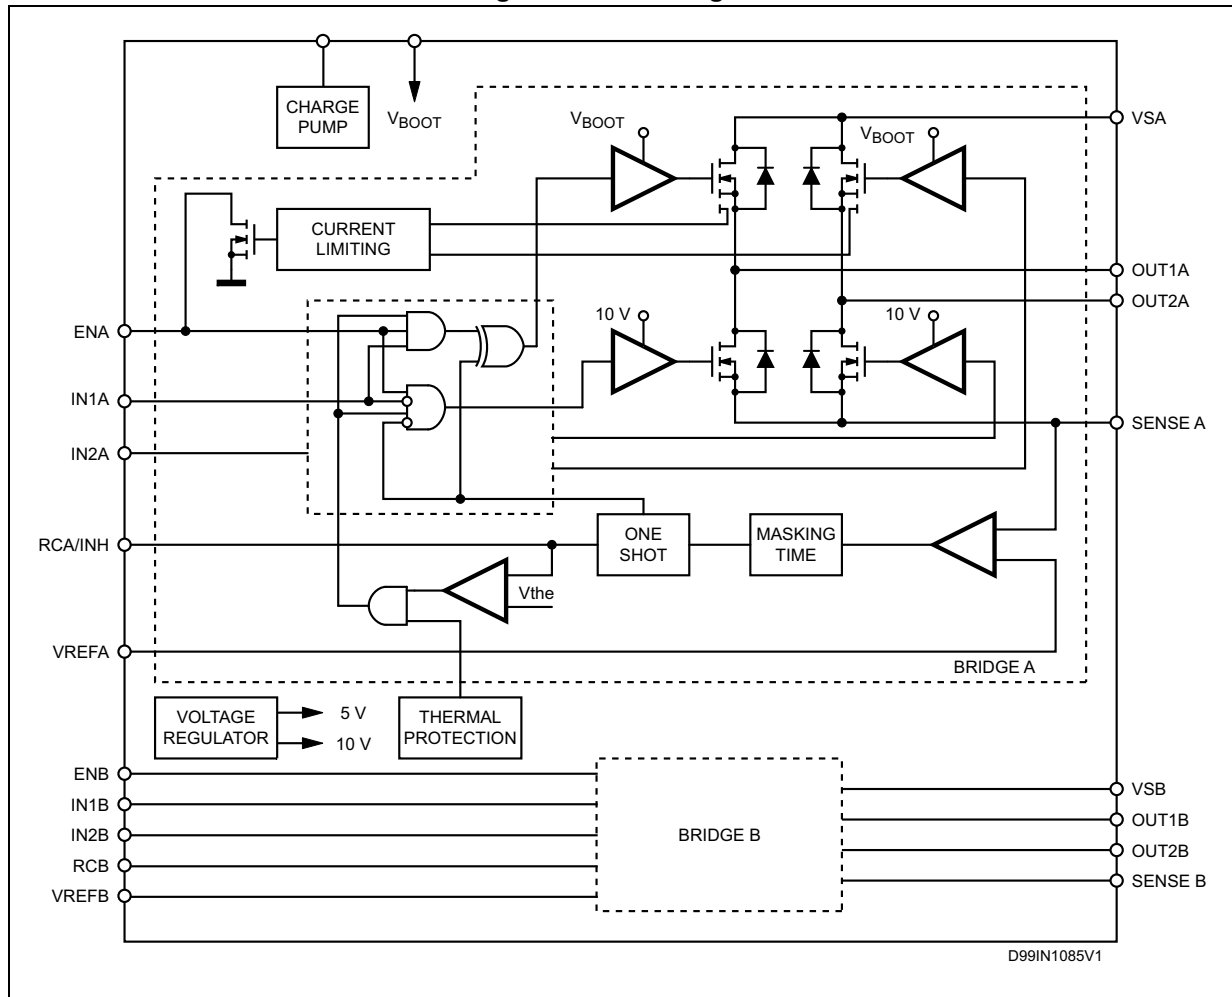 CHARGE
PUMP
VBOOT
VBOOT
VBOOT
VSA
CURRENT
LIMITING
OUT1A
OUT2A
ENA
10 V
10 V
IN1A
SENSE A
IN2A
RCA/INH
ONE
SHOT
MASKING
TIME
Vthe
VREFA
BRIDGE A
VOLTAGE
REGULATOR
5 V
10 V
THERMAL
PROTECTION
ENB
IN1B
IN2B
RCB
VREFB
BRIDGE B
VSB
OUT1B
OUT2B
SENSE B
D99IN1085V1